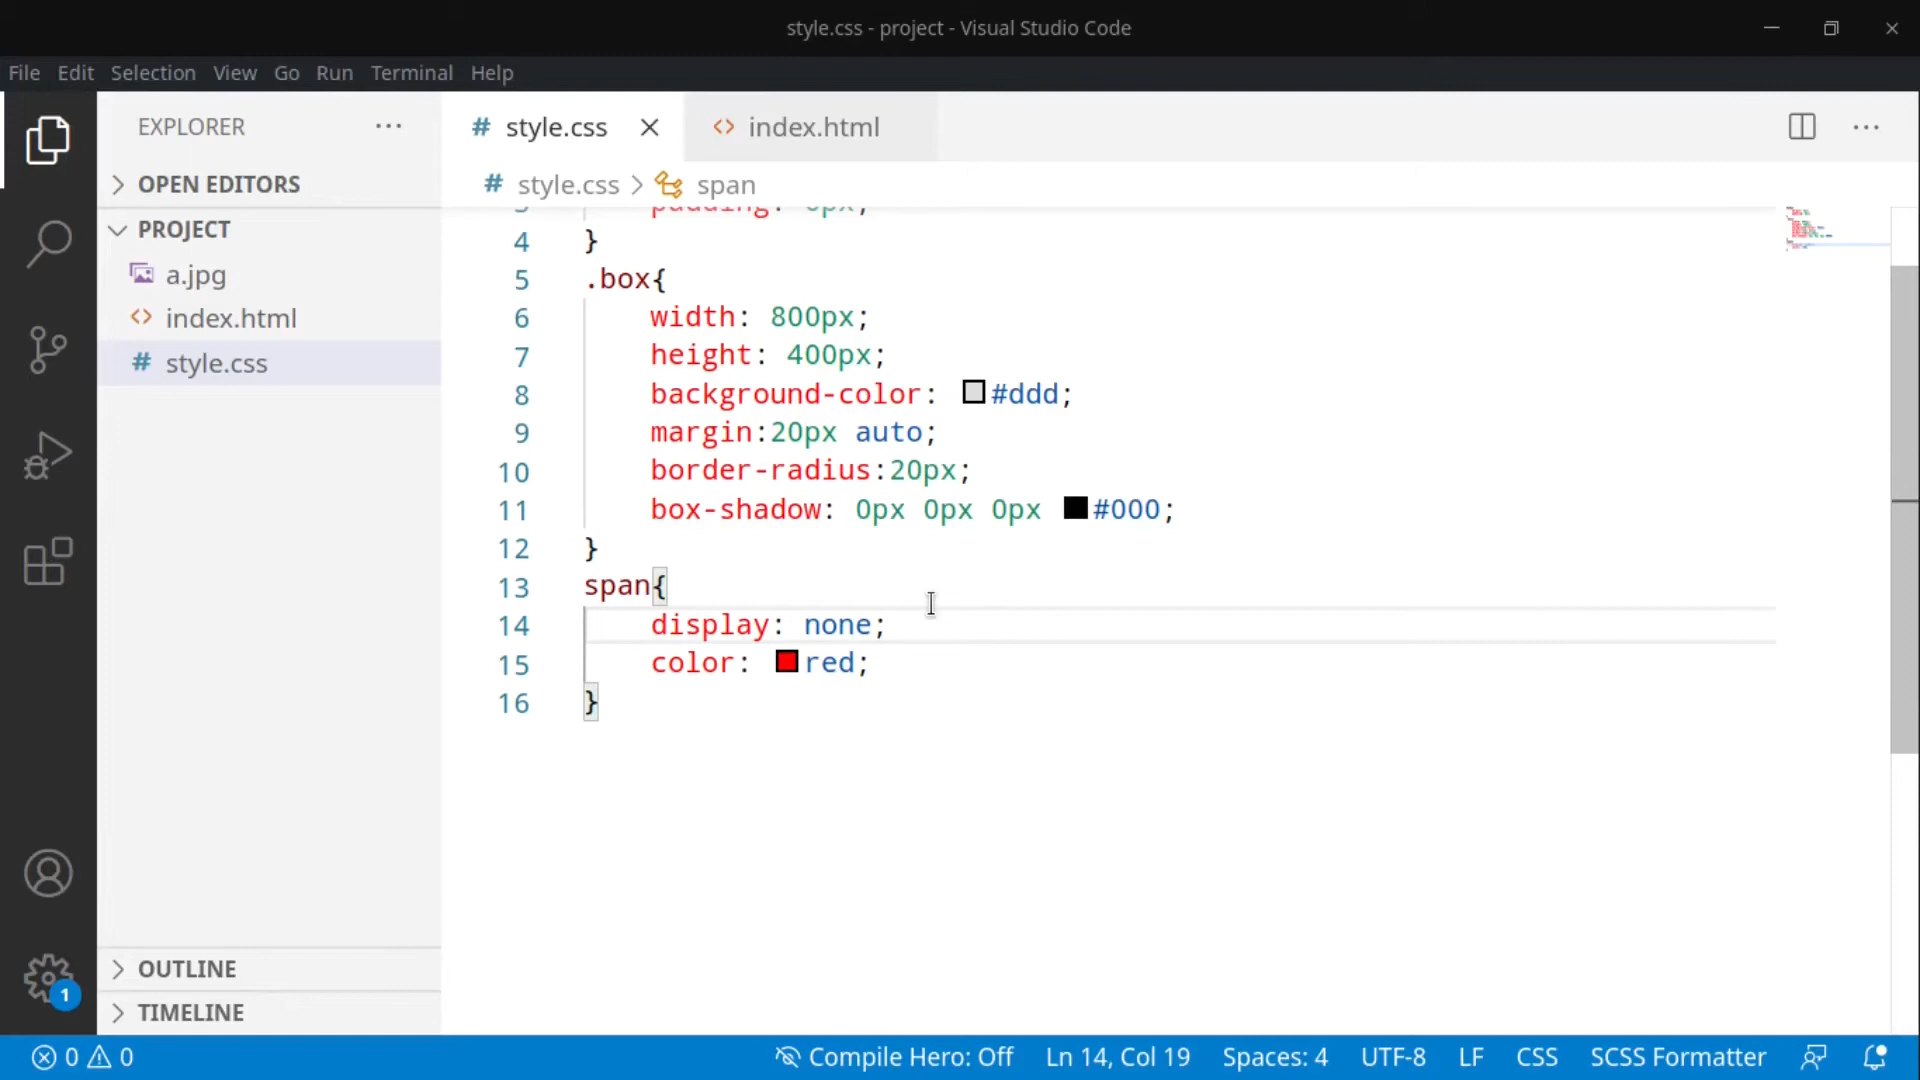 style.css - project - Visual Studio Code
File Edit Selection View Go Run Terminal Help
EXPLORER
OPEN EDITORS
PROJECT
a.jpg
index.html
style.css
OUTLINE
TIMELINE
style.css index.html
style.css > span
padding: 0px;
4 }
5 .box{
6 width: 800px;
7 height: 400px;
8 background-color: #ddd;
9 margin:20px auto;
10 border-radius:20px;
11 box-shadow: 0px 0px 0px #000;
12 }
13 span{
14 display: none;
15 color: red;
16 }
1
0 0 Compile Hero: Off Ln 14, Col 19 Spaces: 4 UTF-8 LF CSS SCSS Formatter